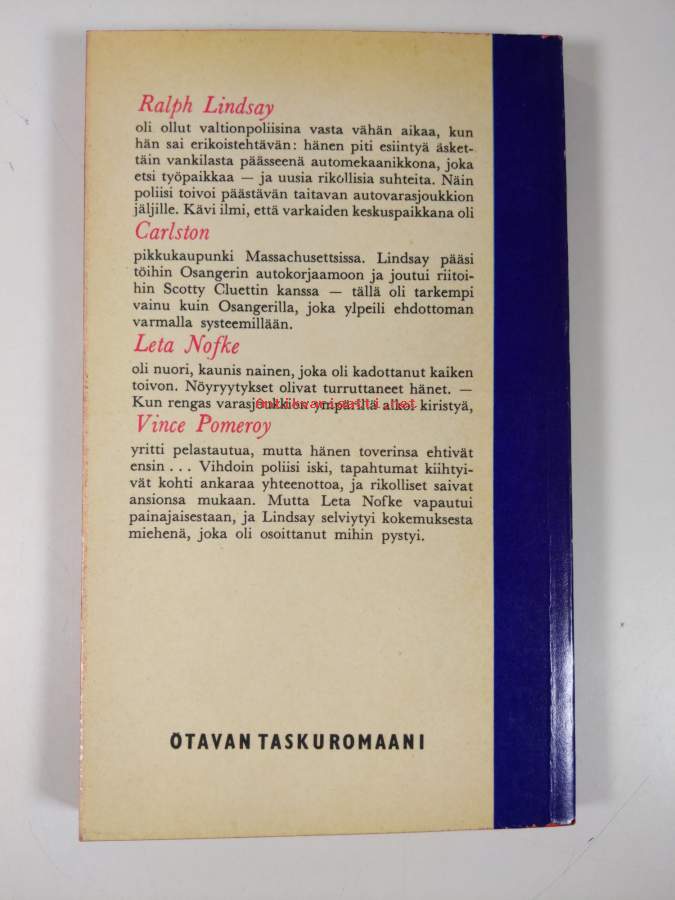 Ralph Lindsay
oli ollut valtionpoliisina vasta vähän aikaa, kun
hän sai erikoistehtävän: hänen piti esiintyä äsket-
täin vankilasta päässeenä automekaanikkona, joka
etsi työpaikkaa — ja uusia rikollisia suhteita. Näin
poliisi toivoi päästävän taitavan autovarasjoukkion
jäljille. Kävi ilmi, että varkaiden keskuspaikkana oli
Carlston
pikkukaupunki Massachusettsissa. Lindsay pääsi
töihin Osangerin autokorjaamoon ja joutui riitoi-
hin Scotty Cluettin kanssa — tällä oli tarkempi
vainu kuin Osangerilla, joka ylpeili ehdottoman
varmalla systeemillään.
Leta Nofke
oli nuori, kaunis nainen, joka oli kadottanut kaiken
toivon. Nöyryytykset olivat turruttaneet hänet. —
Kun rengas varasjoukkion ympärillä alkoi kiristyä,
Vince Pomeroy
yritti pelastautua, mutta hänen toverinsa ehtivät
ensin . . . Vihdoin poliisi iski, tapahtumat kiihtyi-
vät kohti ankaraa yhteenottoa, ja rikolliset saivat
ansionsa mukaan. Mutta Leta Nofke vapautui
painajaisestaan, ja Lindsay selviytyi kokemuksesta
miehenä, joka oli osoittanut mihin pystyi.
OTAVAN TASKUROMAANI